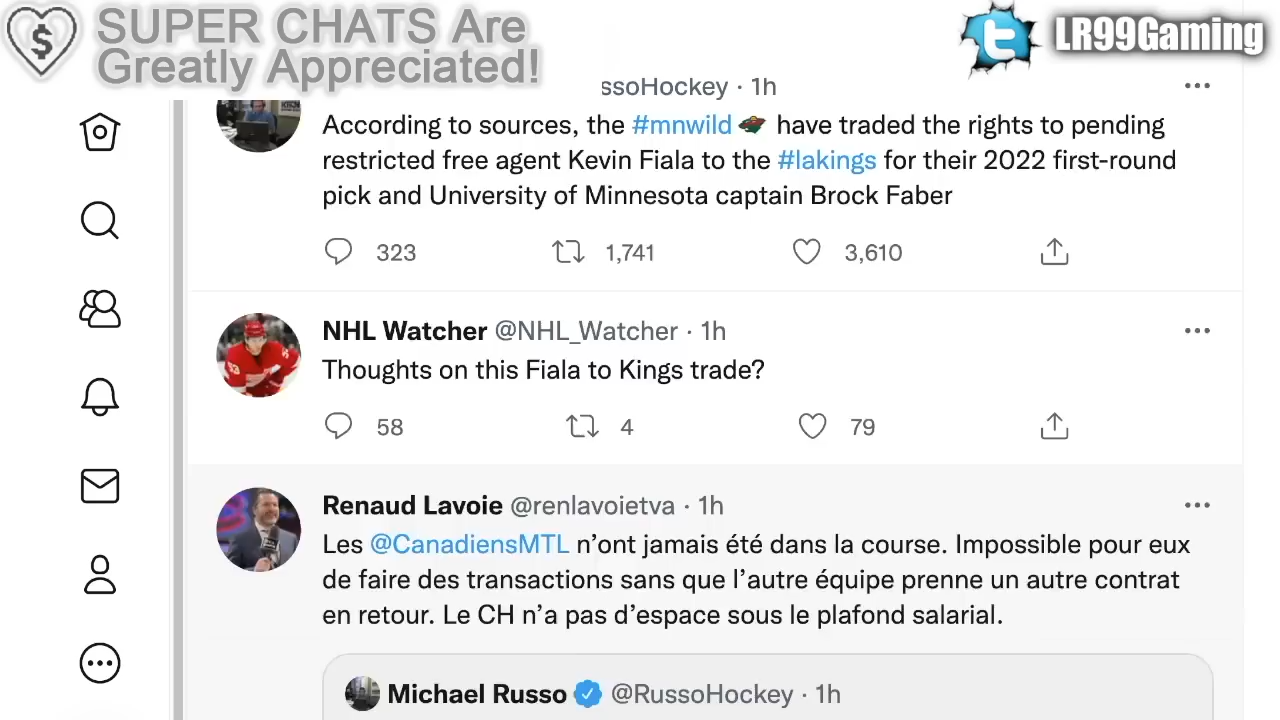 SUPER CHATS Are
Greatly Appreciated!
LR99Gaming
ssoHockey · 1h
According to sources, the #mnwild have traded the rights to pending
restricted free agent Kevin Fiala to the #lakings for their 2022 first-round
pick and University of Minnesota captain Brock Faber
323 1,741 3,610
NHL Watcher @NHL_Watcher · 1h
Thoughts on this Fiala to Kings trade?
58 4 79
Renaud Lavoie @renlavoietva · 1h
Les @CanadiensMTL n’ont jamais été dans la course. Impossible pour eux
de faire des transactions sans que l’autre équipe prenne un autre contrat
en retour. Le CH n’a pas d’espace sous le plafond salarial.
Michael Russo @RussoHockey · 1h